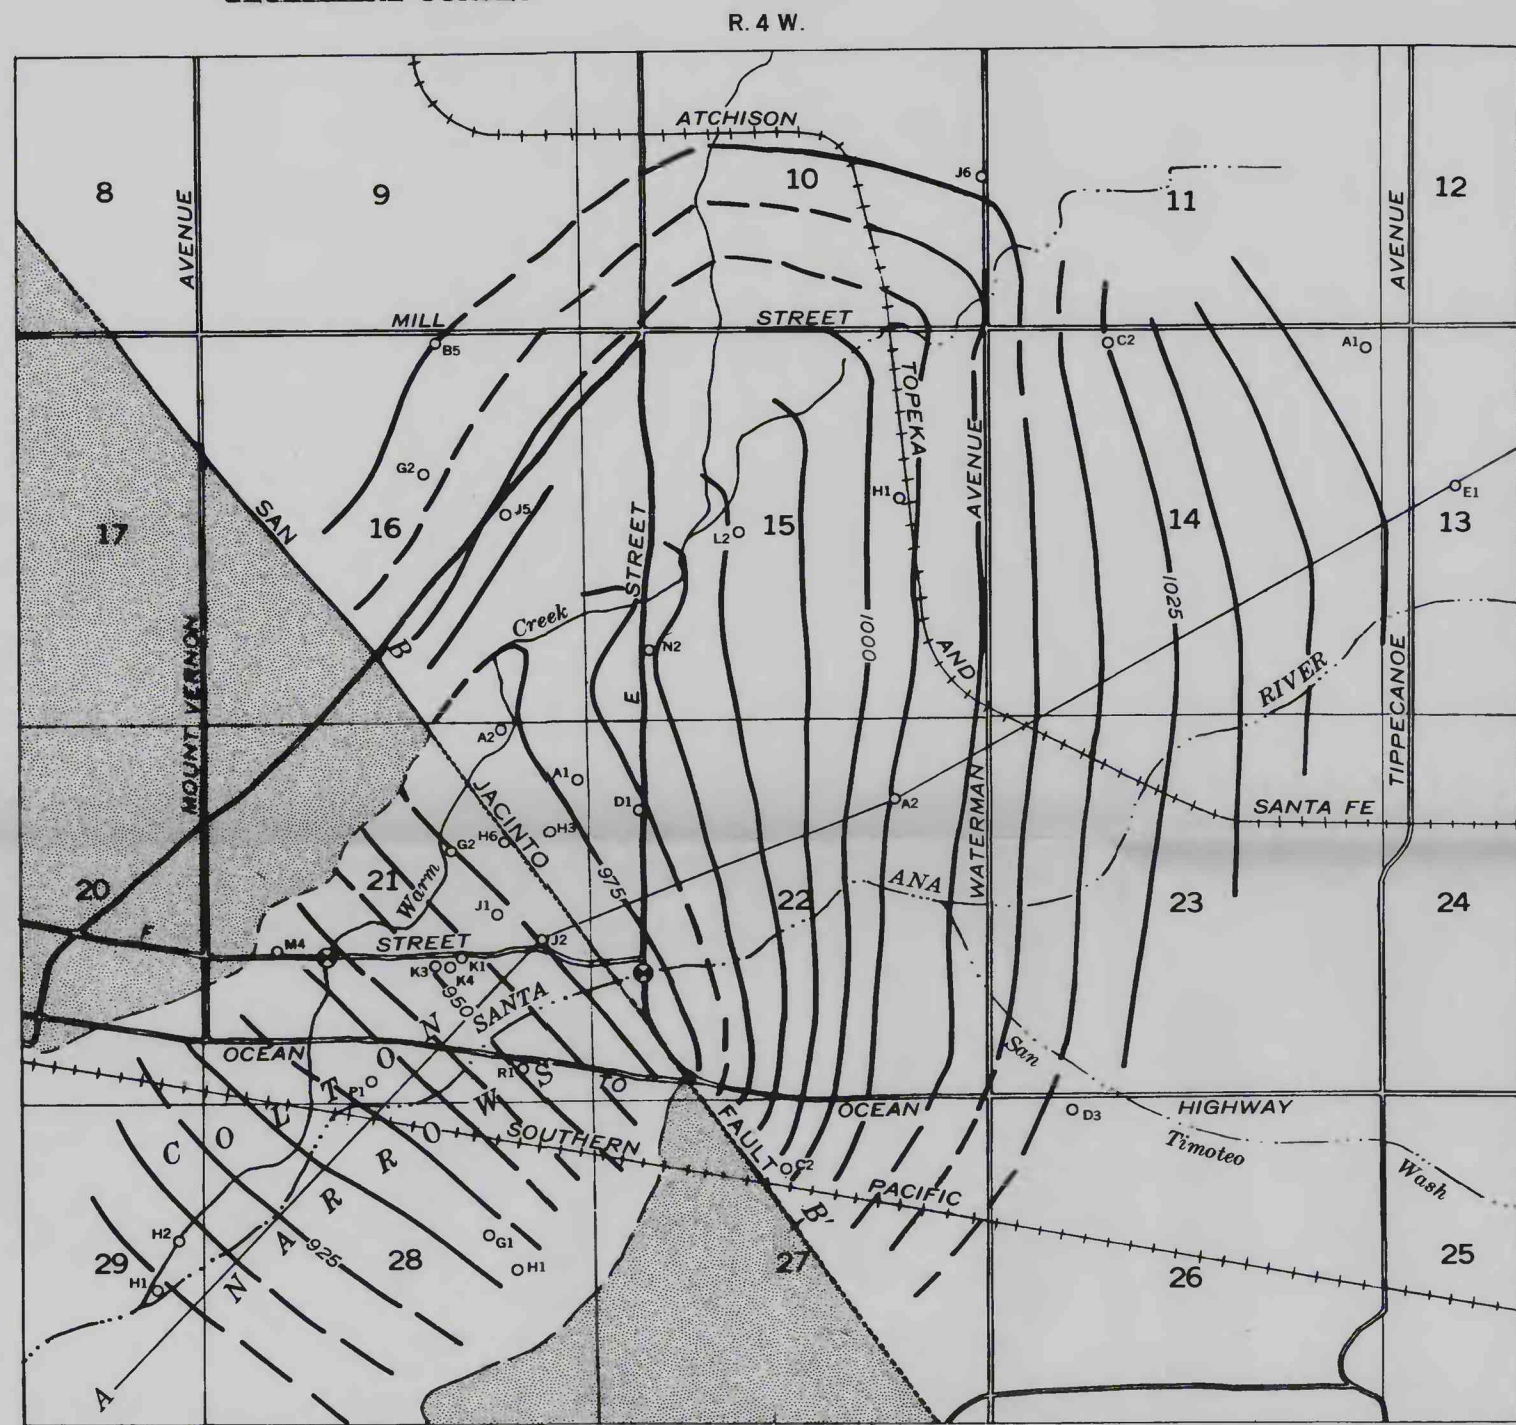 R. 4 W.
ATCHISON
8
9
10
J6
11
12
AVENUE
AVENUE
MILL
STREET
B5
C2
A1
TOPEKA
G2
16
J5
SAN
17
STREET
L2
15
H1
AVENUE
14
E1
13
1025
Creek
1000
MOUNT VERNON
B
N2
E
AND
RIVER
TIPPECANOE
A2
JACINTO
A1
D1
A2
WATERMAN
SANTA FE
H6
H3
G2
975
20
21
Warm
22
ANA
23
24
J1
F
M4
STREET
J2
K3
K4
K1
950
SANTA
San
OCEAN
COLTON
NARROWS
R1
P1
TO
OCEAN
HIGHWAY
D3
FAULT
SOUTHERN
C2
Timoteo
Wash
PACIFIC
B'
H2
29
H1
925
28
G1
H1
27
26
25
A